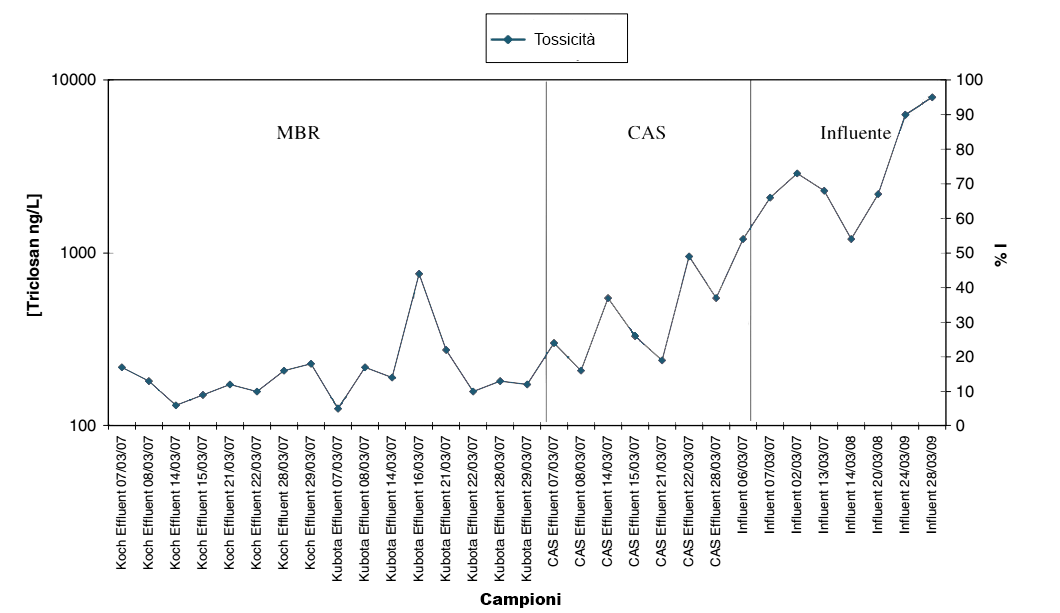 Tossicità
10000
1000
100
[Triclosan ng/L]
MBR
CAS
Influente
100
90
80
70
60
50
40
30
20
10
0
% I
Koch Effluent 07/03/07
Koch Effluent 08/03/07
Koch Effluent 14/03/07
Koch Effluent 15/03/07
Koch Effluent 21/03/07
Koch Effluent 22/03/07
Koch Effluent 28/03/07
Koch Effluent 29/03/07
Kubota Effluent 07/03/07
Kubota Effluent 08/03/07
Kubota Effluent 14/03/07
Kubota Effluent 16/03/07
Kubota Effluent 21/03/07
Kubota Effluent 22/03/07
Kubota Effluent 28/03/07
Kubota Effluent 29/03/07
CAS Effluent 07/03/07
CAS Effluent 08/03/07
CAS Effluent 14/03/07
CAS Effluent 15/03/07
CAS Effluent 21/03/07
CAS Effluent 22/03/07
CAS Effluent 28/03/07
Influent 06/03/07
Influent 07/03/07
Influent 02/03/07
Influent 13/03/07
Influent 14/03/08
Influent 20/03/08
Influent 24/03/09
Influent 28/03/09
Campioni